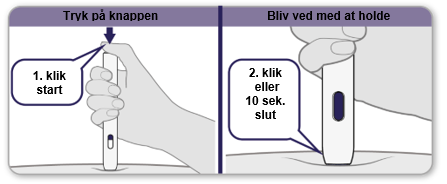 Tryk på knappen
1. klik
start
Bliv ved med at holde
2. klik
eller
10 sek.
slut